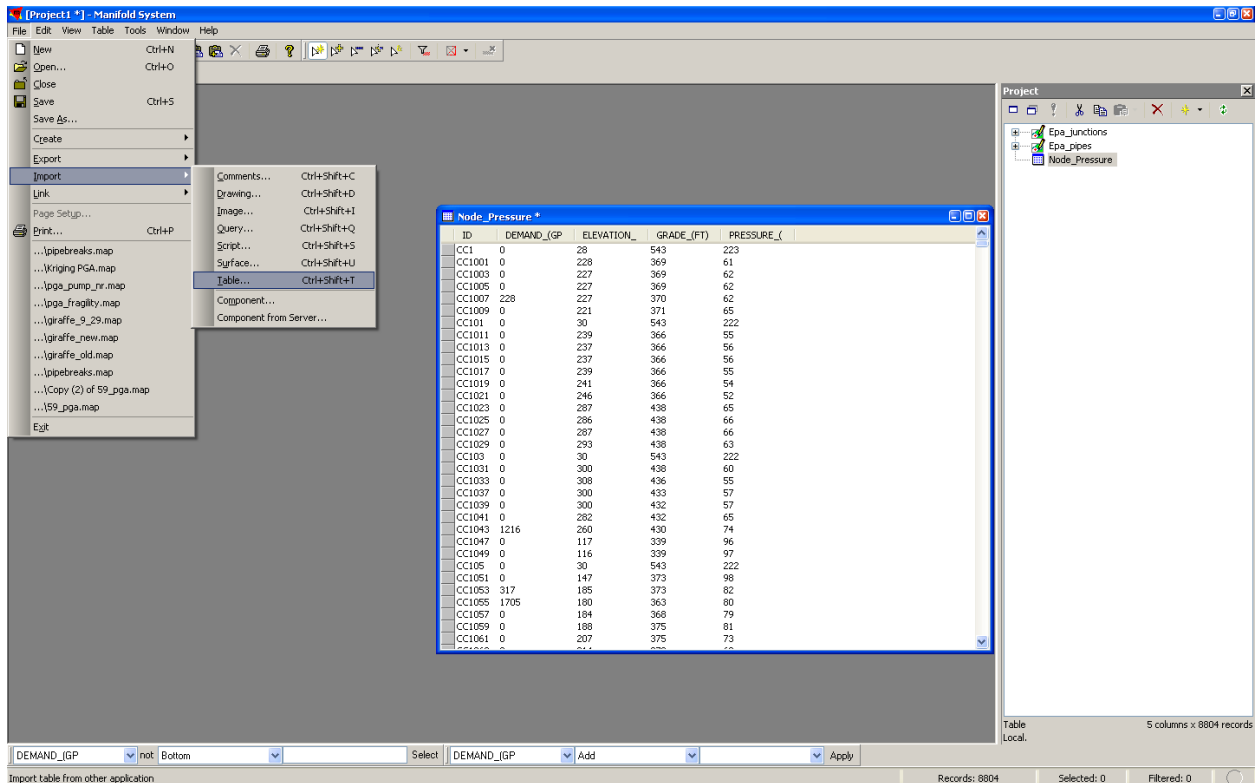 [Project1 *] - Manifold System
File Edit View Table Tools Window Help
New Ctrl+N
Open... Ctrl+O
Close
Save Ctrl+S
Save As...
Create
Export
Import
Link
Page Setup...
Print... Ctrl+P
...\pipebreaks.map
...\Kriging PGA.map
...\pga_pump_nr.map
...\pga_fragility.map
...\giraffe_9_29.map
...\giraffe_new.map
...\giraffe_old.map
...\pipebreaks.map
...\Copy (2) of 59_pga.map
...\59_pga.map
Exit
Comments... Ctrl+Shift+C
Drawing... Ctrl+Shift+D
Image... Ctrl+Shift+I
Query... Ctrl+Shift+Q
Script... Ctrl+Shift+S
Surface... Ctrl+Shift+U
Table... Ctrl+Shift+T
Component...
Component from Server...
Node_Pressure *
ID DEMAND_(GP ELEVATION_ GRADE_(FT) PRESSURE_(
CC1 0 28 543 223
CC1001 0 228 369 61
CC1003 0 227 369 62
CC1005 0 227 369 62
CC1007 228 227 370 62
CC1009 0 221 371 65
CC101 0 30 543 222
CC1011 0 239 366 55
CC1013 0 237 366 56
CC1015 0 237 366 56
CC1017 0 239 366 55
CC1019 0 241 366 54
CC1021 0 246 366 52
CC1023 0 287 438 65
CC1025 0 286 438 66
CC1027 0 287 438 66
CC1029 0 293 438 63
CC103 0 30 543 222
CC1031 0 300 438 60
CC1033 0 308 436 55
CC1037 0 300 433 57
CC1039 0 300 432 57
CC1041 0 282 432 65
CC1043 1216 260 430 74
CC1047 0 117 339 96
CC1049 0 116 339 97
CC105 0 30 543 222
CC1051 0 147 373 98
CC1053 317 185 373 82
CC1055 1705 180 363 80
CC1057 0 184 368 79
CC1059 0 188 375 81
CC1061 0 207 375 73
Project
Epa_junctions
Epa_pipes
Node_Pressure
Table 5 columns x 8804 records
Local.
DEMAND_(GP not Bottom Select DEMAND_(GP Add Apply
Import table from other application Records: 8804 Selected: 0 Filtered: 0